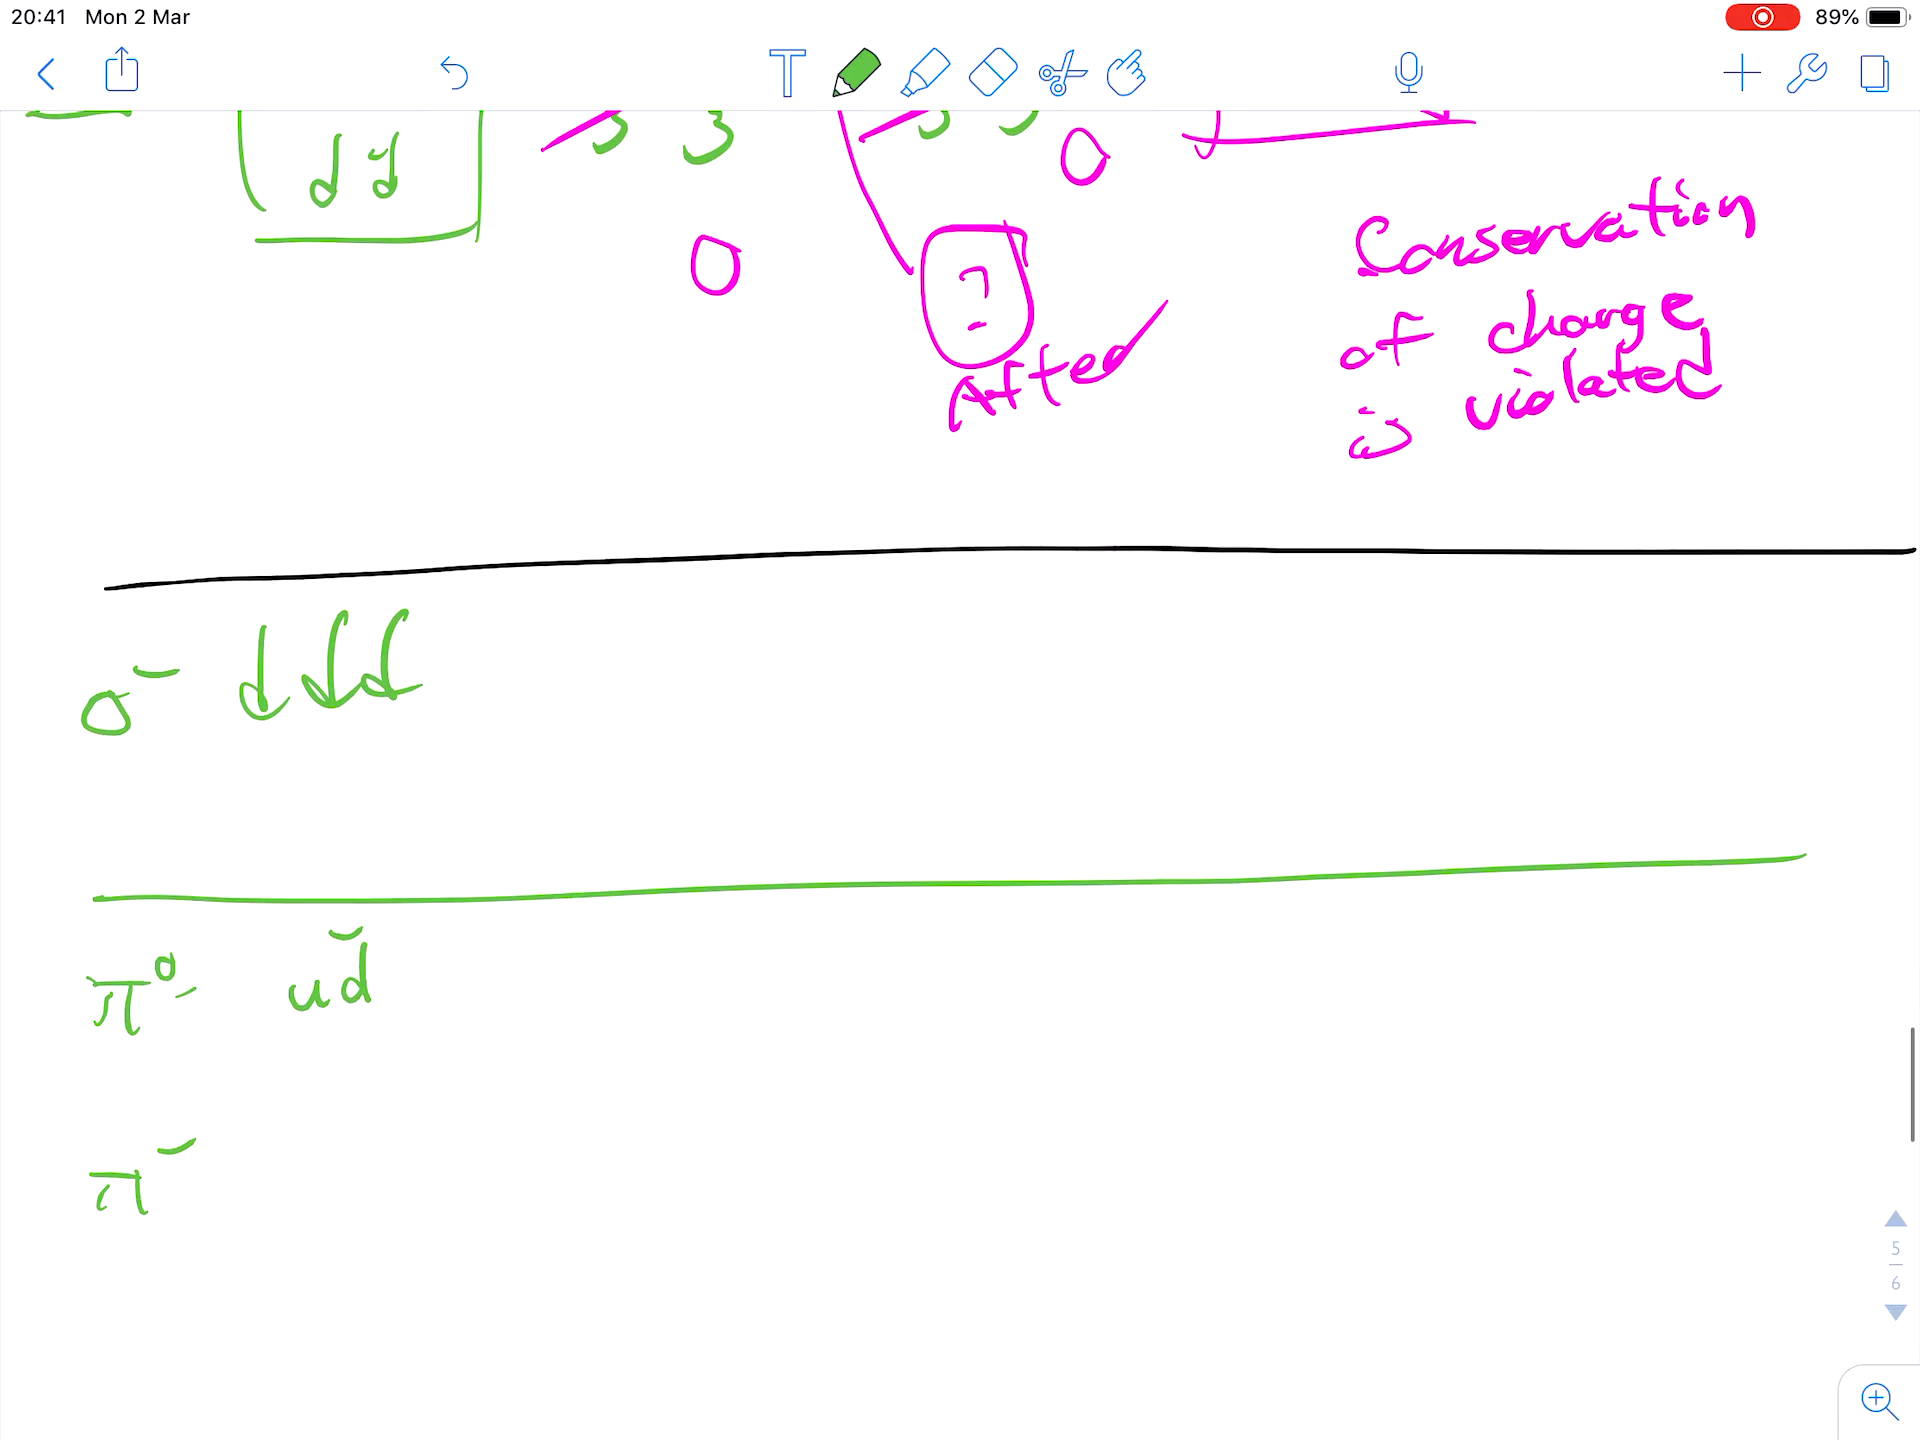 20:41 Mon 2 Mar 89%
T
3 3
dd 0
0 ?
After
Conservation
of charge
is violated
σ⁻ ddd
π⁰ ud̄
π⁻
5
6